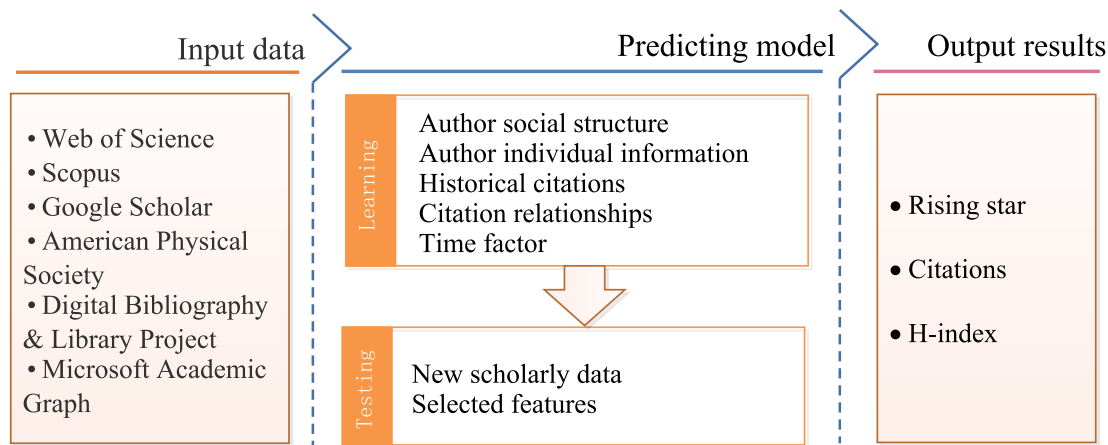 Input data
Predicting model
Output results
• Web of Science
• Scopus
• Google Scholar
• American Physical
Society
• Digital Bibliography
& Library Project
• Microsoft Academic
Graph
Learning
Author social structure
Author individual information
Historical citations
Citation relationships
Time factor
Testing
New scholarly data
Selected features
• Rising star
• Citations
• H-index